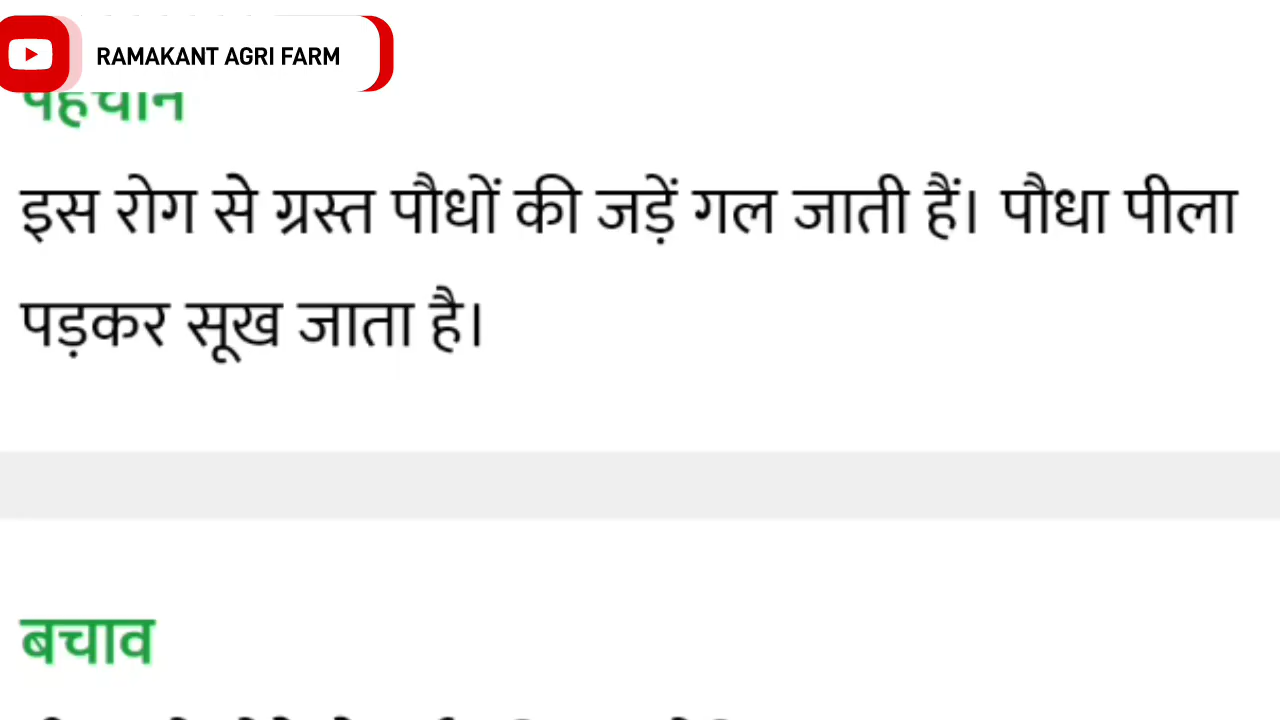 RAMAKANT AGRI FARM
पहचान
इस रोग से ग्रस्त पौधों की जड़ें गल जाती हैं। पौधा पीला
पड़कर सूख जाता है।
बचाव